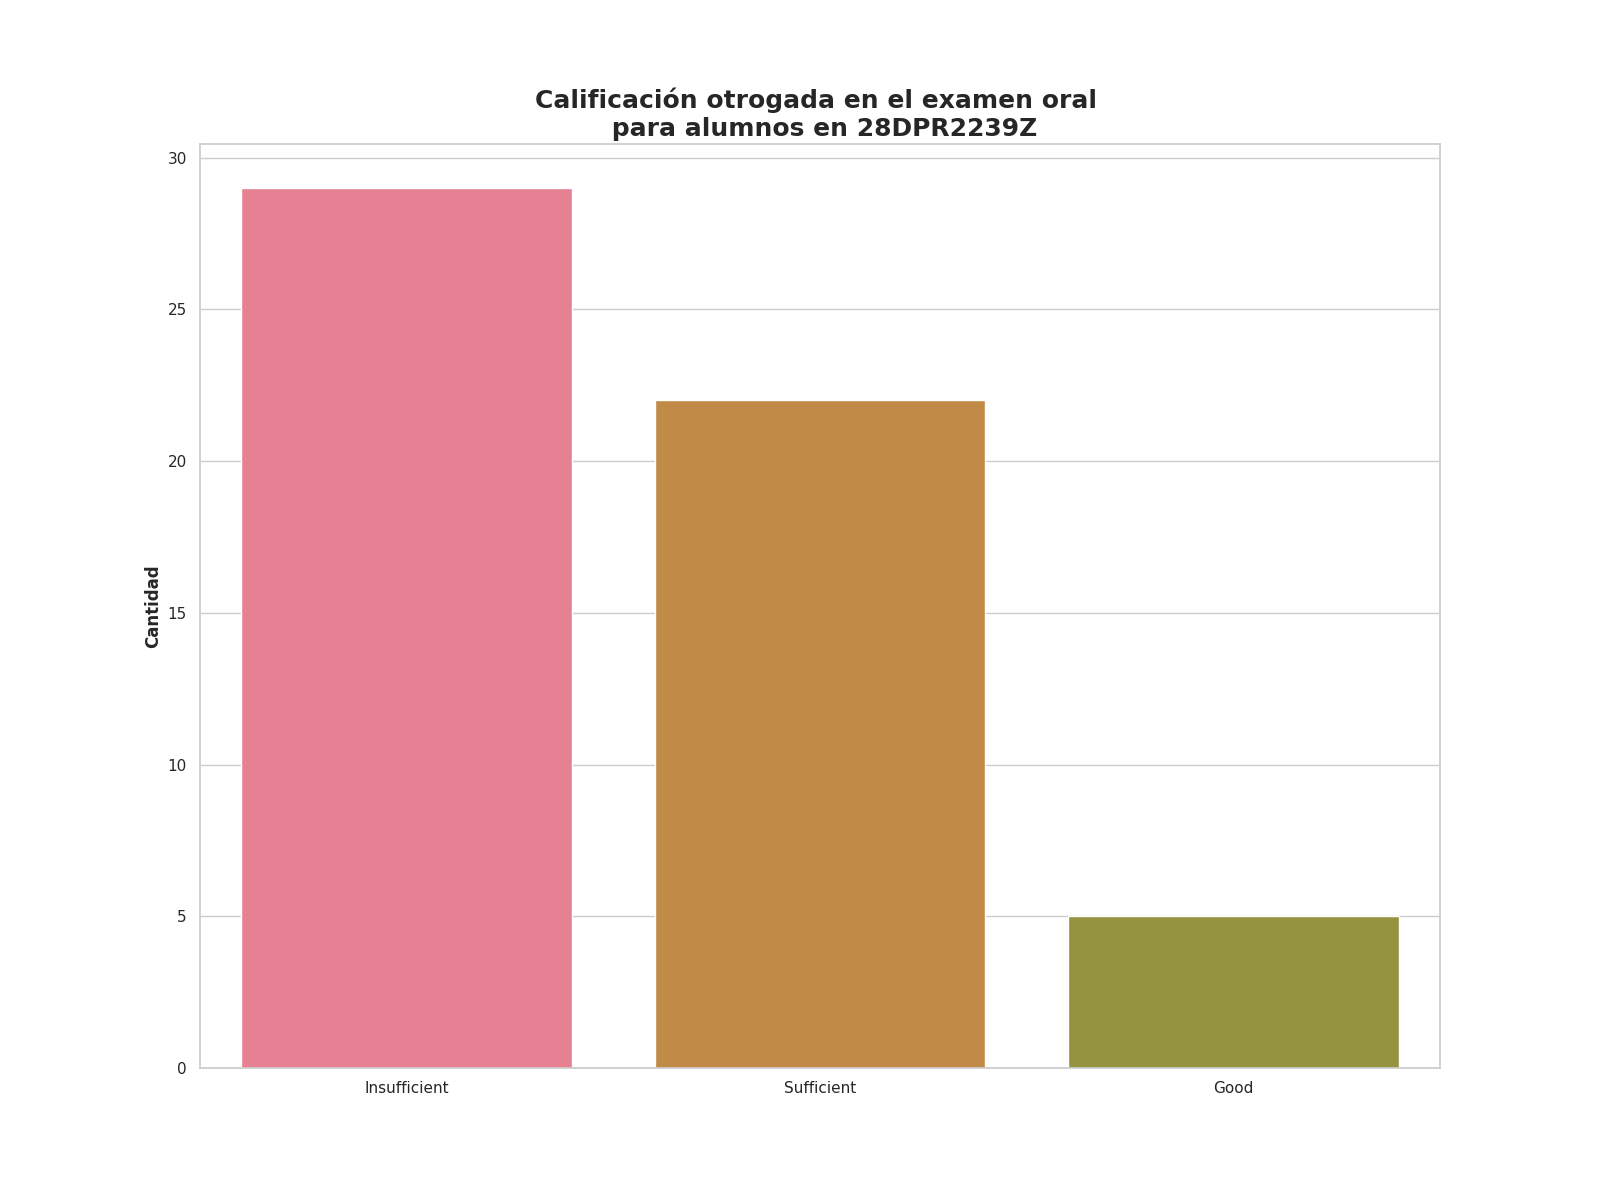 Calificación otrogada en el examen oral
para alumnos en 28DPR2239Z
30
25
20
15
10
5
0
Cantidad
Insufficient
Sufficient
Good